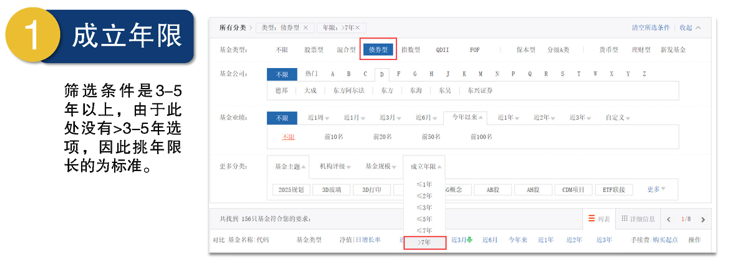 1 成立年限
筛选条件是3-5
年以上，由于此
处没有>3-5年选
项，因此挑年限
长的为标准。
所有分类 > 类型: 债券型 × 年限: >7年 × 清空所选条件 收起
基金类型: 不限 股票型 混合型 债券型 指数型 QDII FOF 保本型 分级A类 货币型 理财型 新发基金
基金公司: 不限 热门 A B C D F G H J K M N P Q R S T W X Y Z
德邦 大成 东方阿尔法 东方 东海 东吴 东兴证券
基金业绩: 不限 近1周 近1月 近3月 近6月 今年以来 近1年 近2年 近3年 自定义
不限 前10名 前20名 前50名 前100名
更多分类: 基金主题 机构评级 基金规模 成立年限
2025规划 3D玻璃 3D打印 5G概念 AB股 AH股 CDM项目 ETF联接 更多
≤1年
≤2年
≤3年
≤5年
≤7年
>7年
共找到 156只基金符合您的要求: 列表 详细信息 < 1/8 >
对比 基金名称|代码 基金类型 净值|日增长率 近3月 近6月 今年来 近1年 近2年 近3年 手续费 购买起点 操作